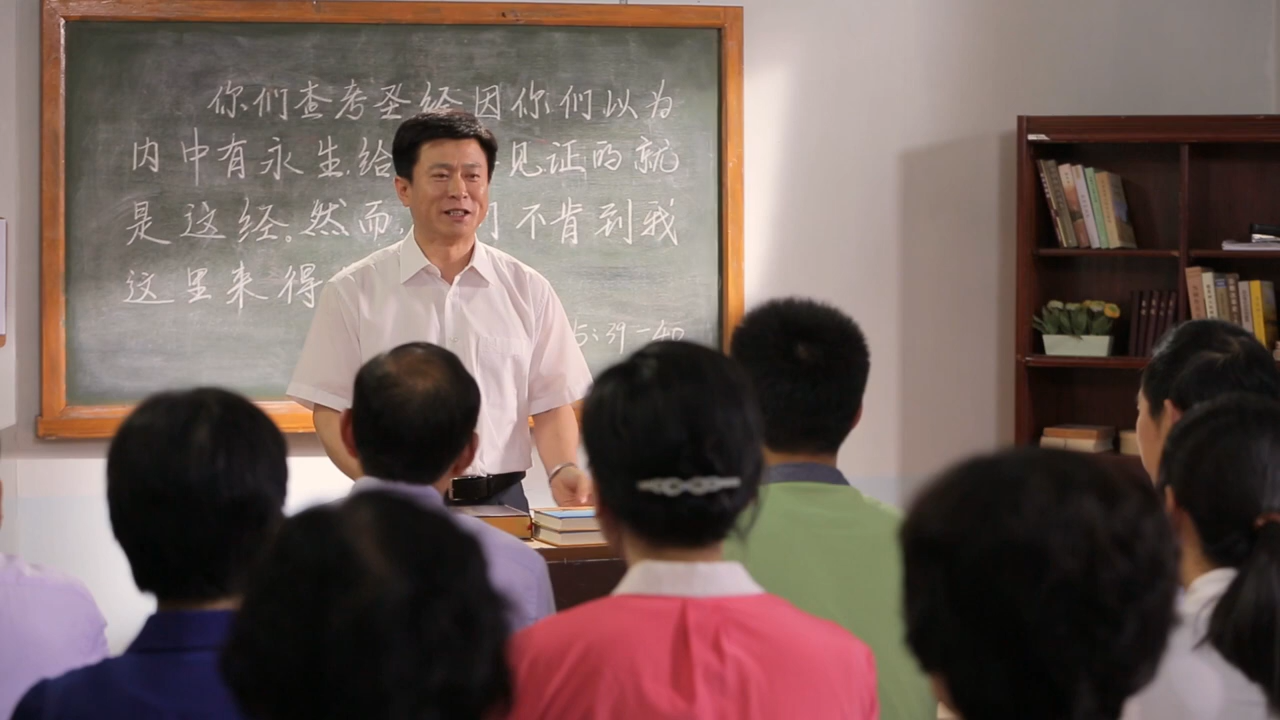 你们查考圣经因你们以为
内中有永生.给 见证的就
是这经。然而, 不肯到我
这里来得
5:39-40